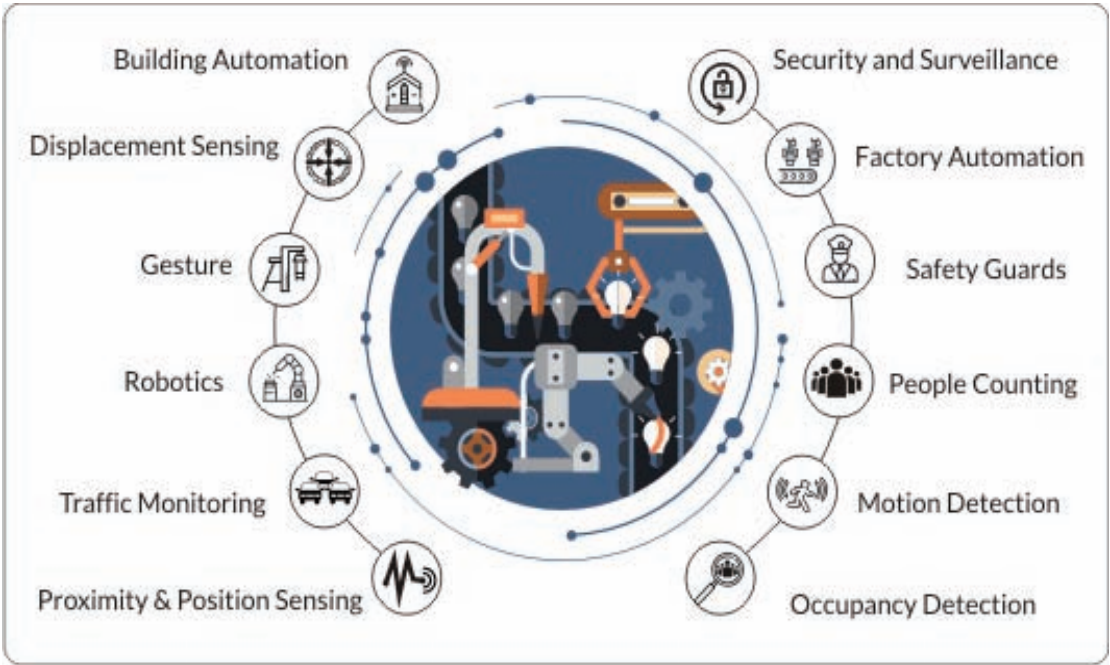 Building Automation
Displacement Sensing
Gesture
Robotics
Traffic Monitoring
Proximity & Position Sensing
Security and Surveillance
Factory Automation
Safety Guards
People Counting
Motion Detection
Occupancy Detection